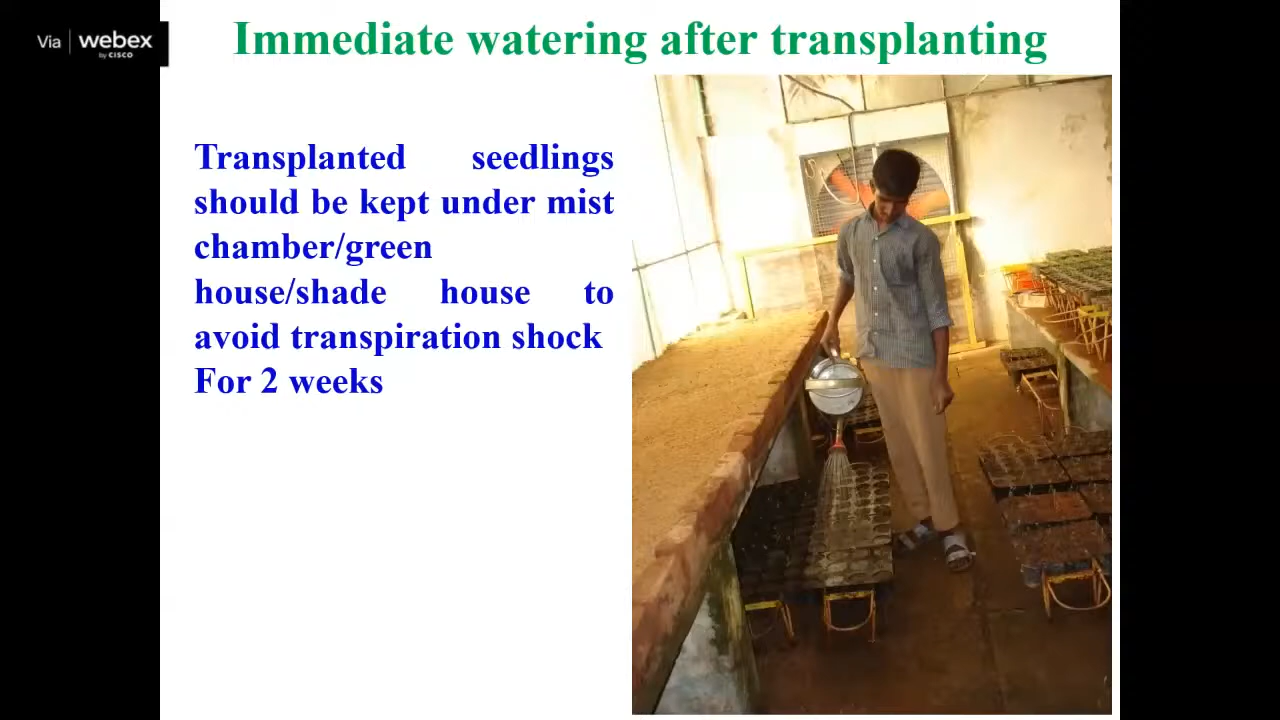 Via webex
by CISCO
Immediate watering after transplanting
Transplanted seedlings
should be kept under mist
chamber/green
house/shade house to
avoid transpiration shock
For 2 weeks